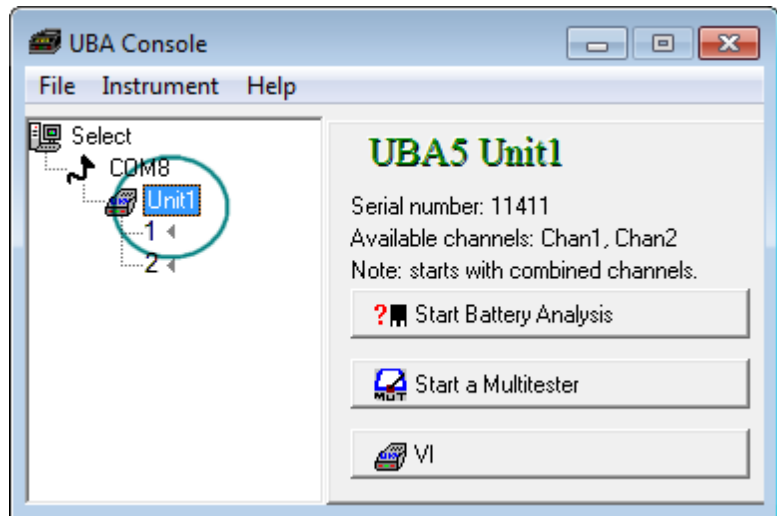 UBA Console
File Instrument Help
Select
COM8
Unit1
1
2
UBA5 Unit1
Serial number: 11411
Available channels: Chan1, Chan2
Note: starts with combined channels.
? Start Battery Analysis
MUT Start a Multitester
VI